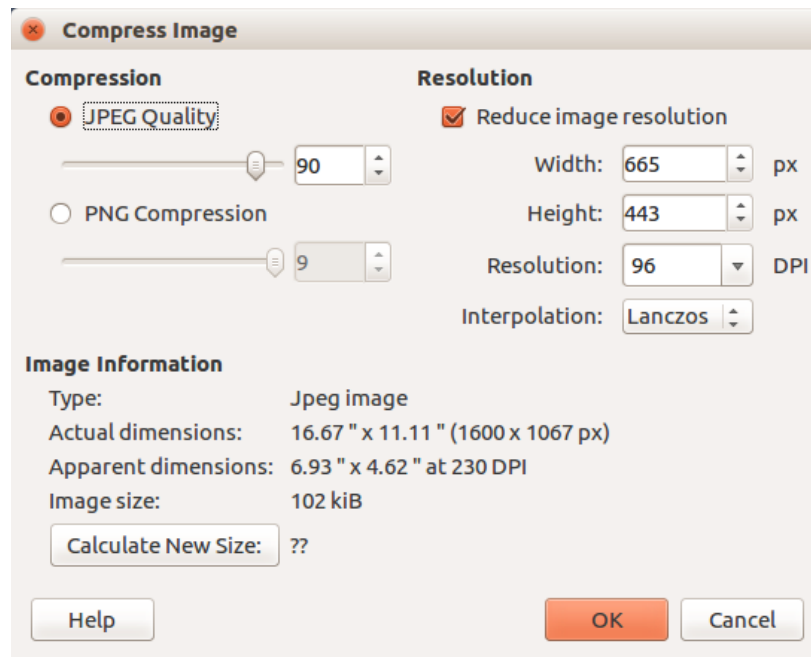 Compress Image
Compression
JPEG Quality
90
PNG Compression
9
Resolution
Reduce image resolution
Width: 665 px
Height: 443 px
Resolution: 96 DPI
Interpolation: Lanczos
Image Information
Type: Jpeg image
Actual dimensions: 16.67 " x 11.11 " (1600 x 1067 px)
Apparent dimensions: 6.93 " x 4.62 " at 230 DPI
Image size: 102 kiB
Calculate New Size: ??
Help OK Cancel